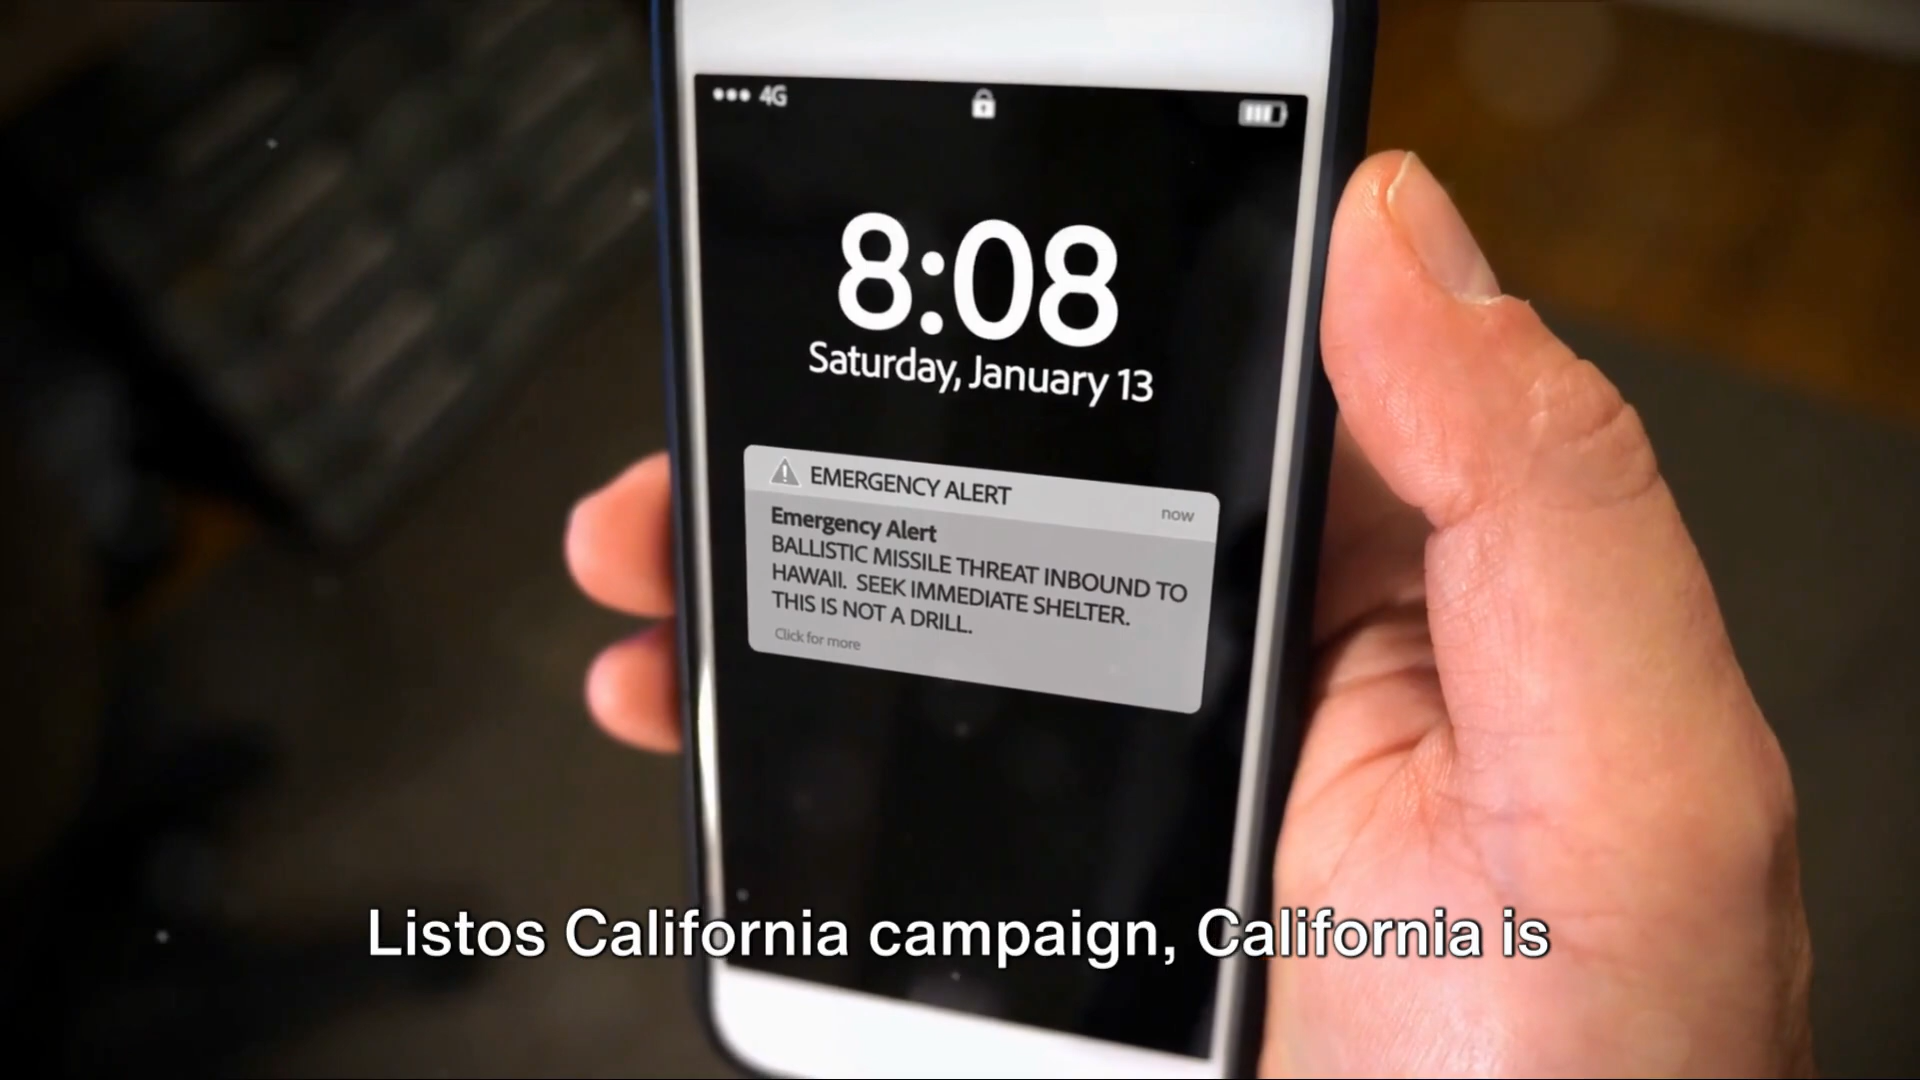 4G
8:08
Saturday, January 13
EMERGENCY ALERT
now
Emergency Alert
BALLISTIC MISSILE THREAT INBOUND TO
HAWAII. SEEK IMMEDIATE SHELTER.
THIS IS NOT A DRILL.
Click for more
Listos California campaign, California is